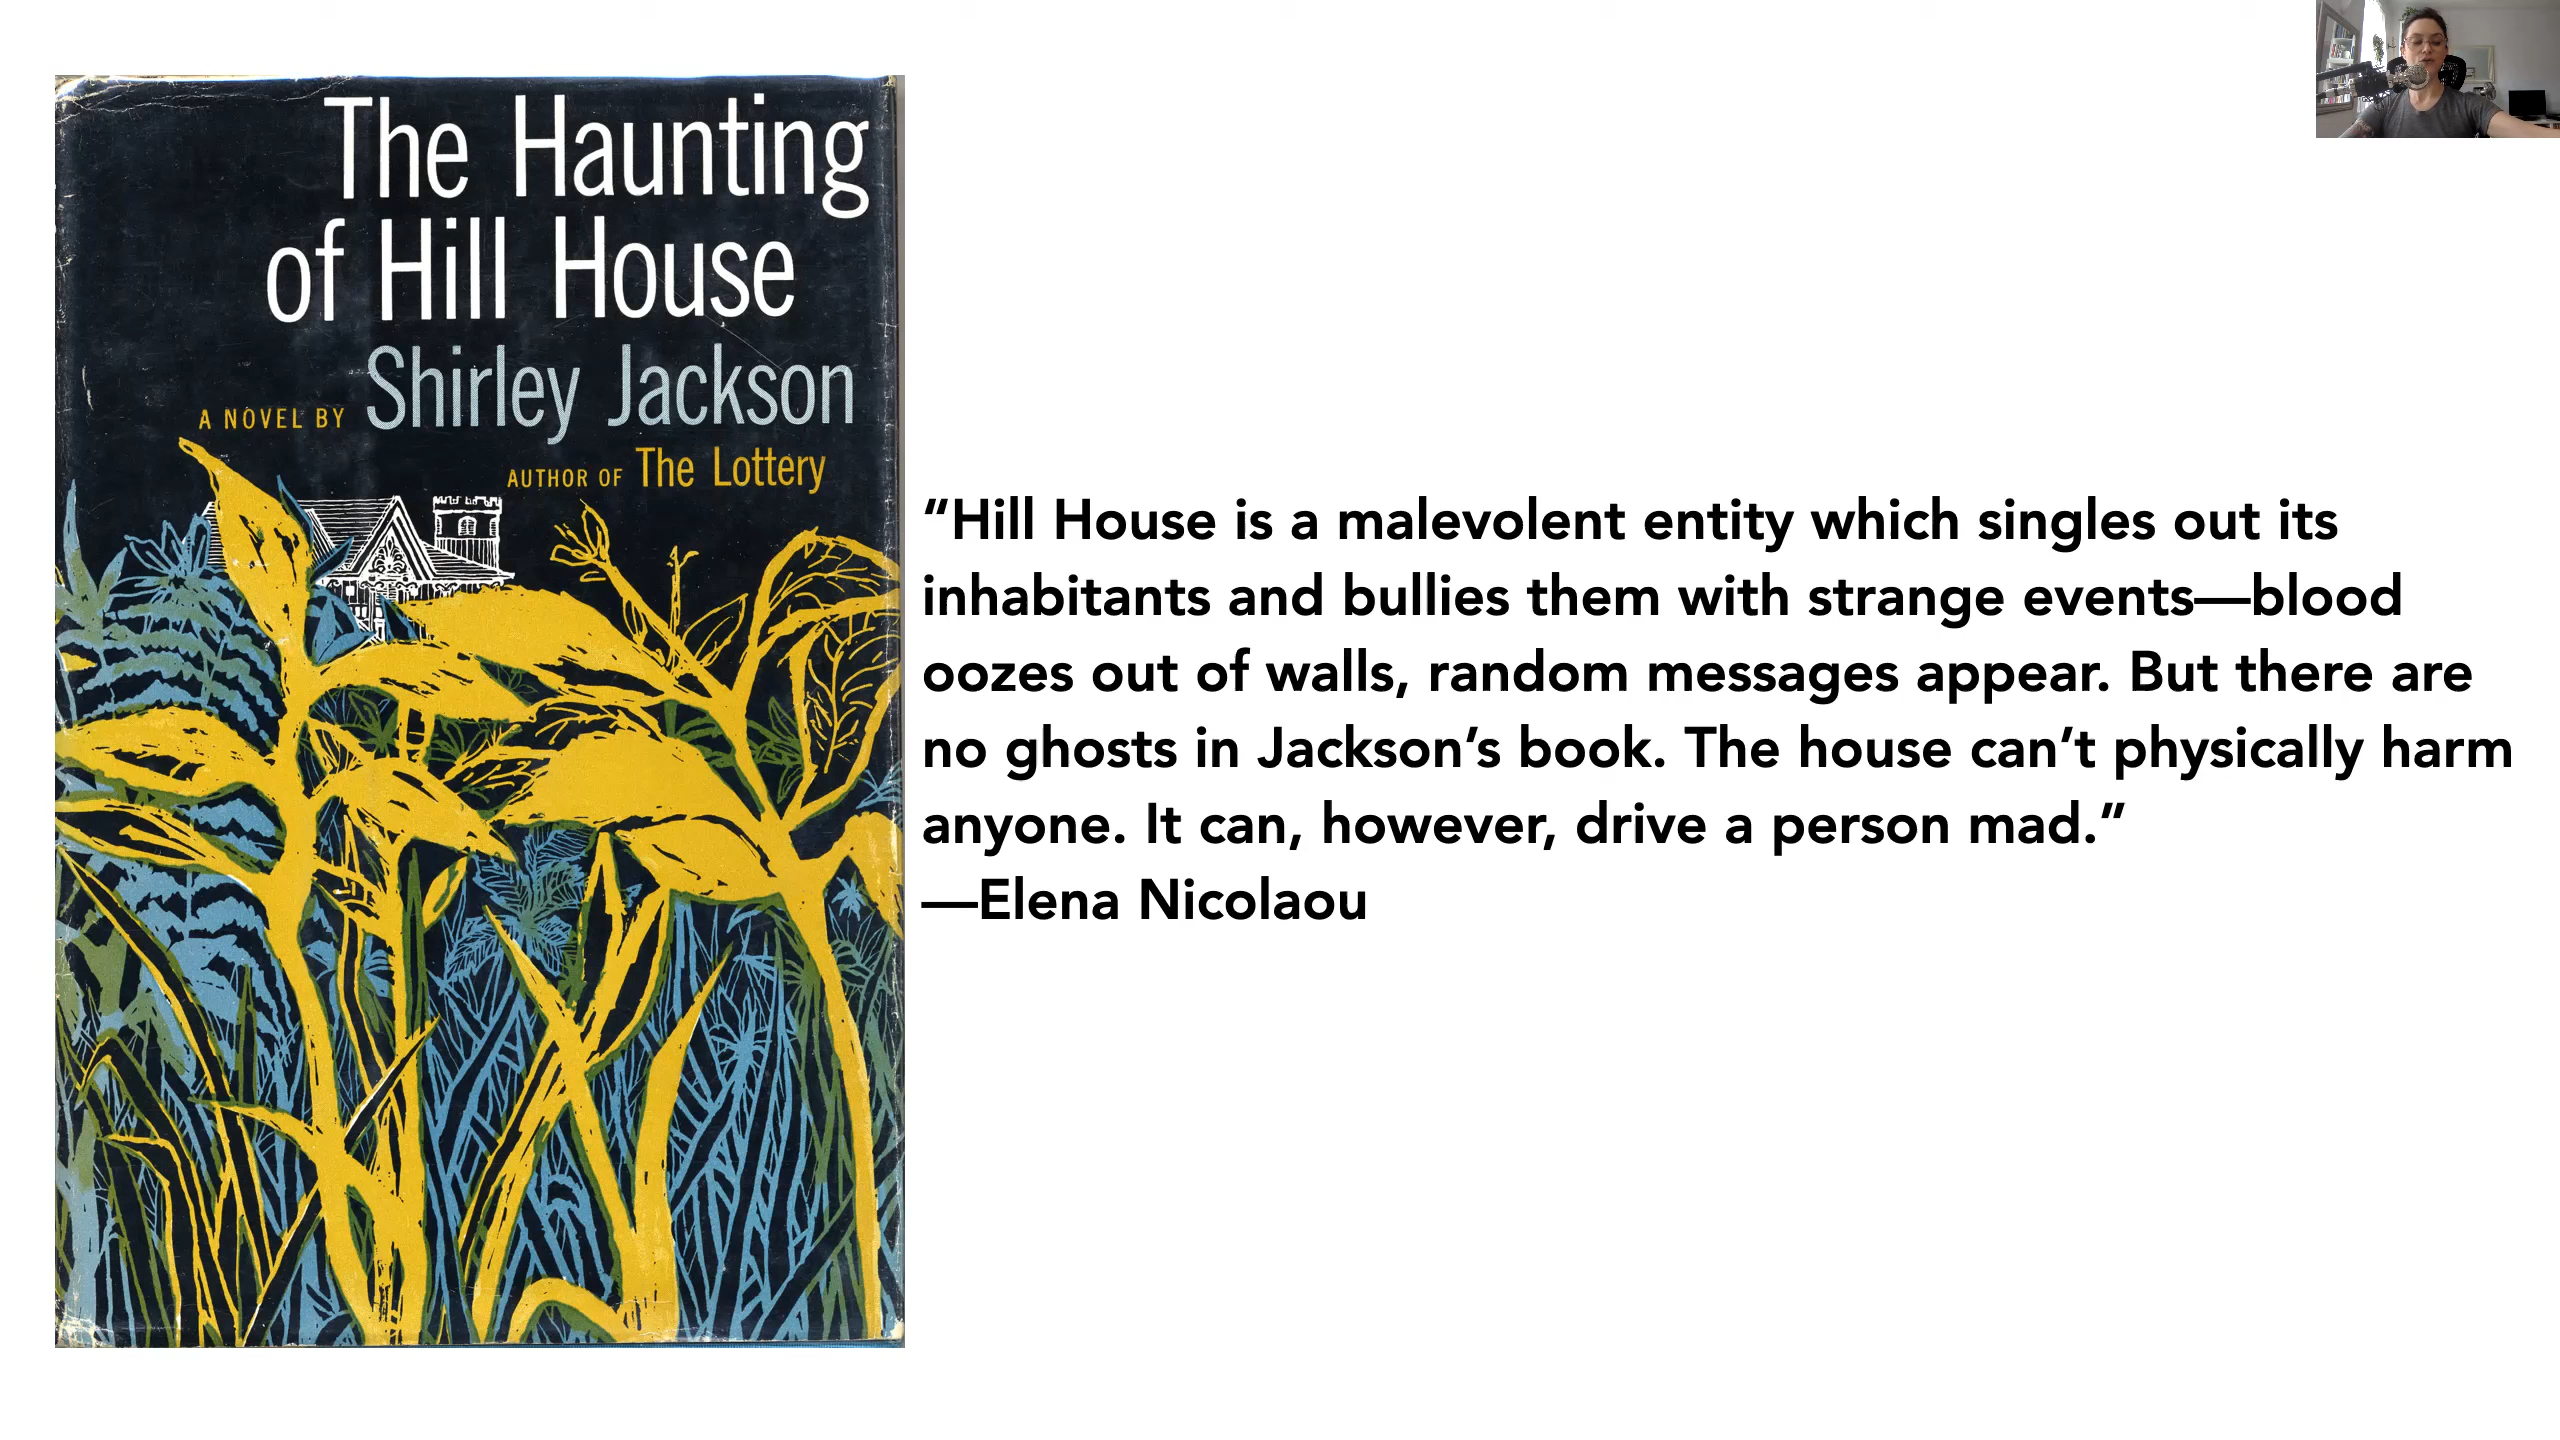 The Haunting
of Hill House
A NOVEL BY Shirley Jackson
AUTHOR OF The Lottery
“Hill House is a malevolent entity which singles out its
inhabitants and bullies them with strange events—blood
oozes out of walls, random messages appear. But there are
no ghosts in Jackson’s book. The house can’t physically harm
anyone. It can, however, drive a person mad.”
—Elena Nicolaou